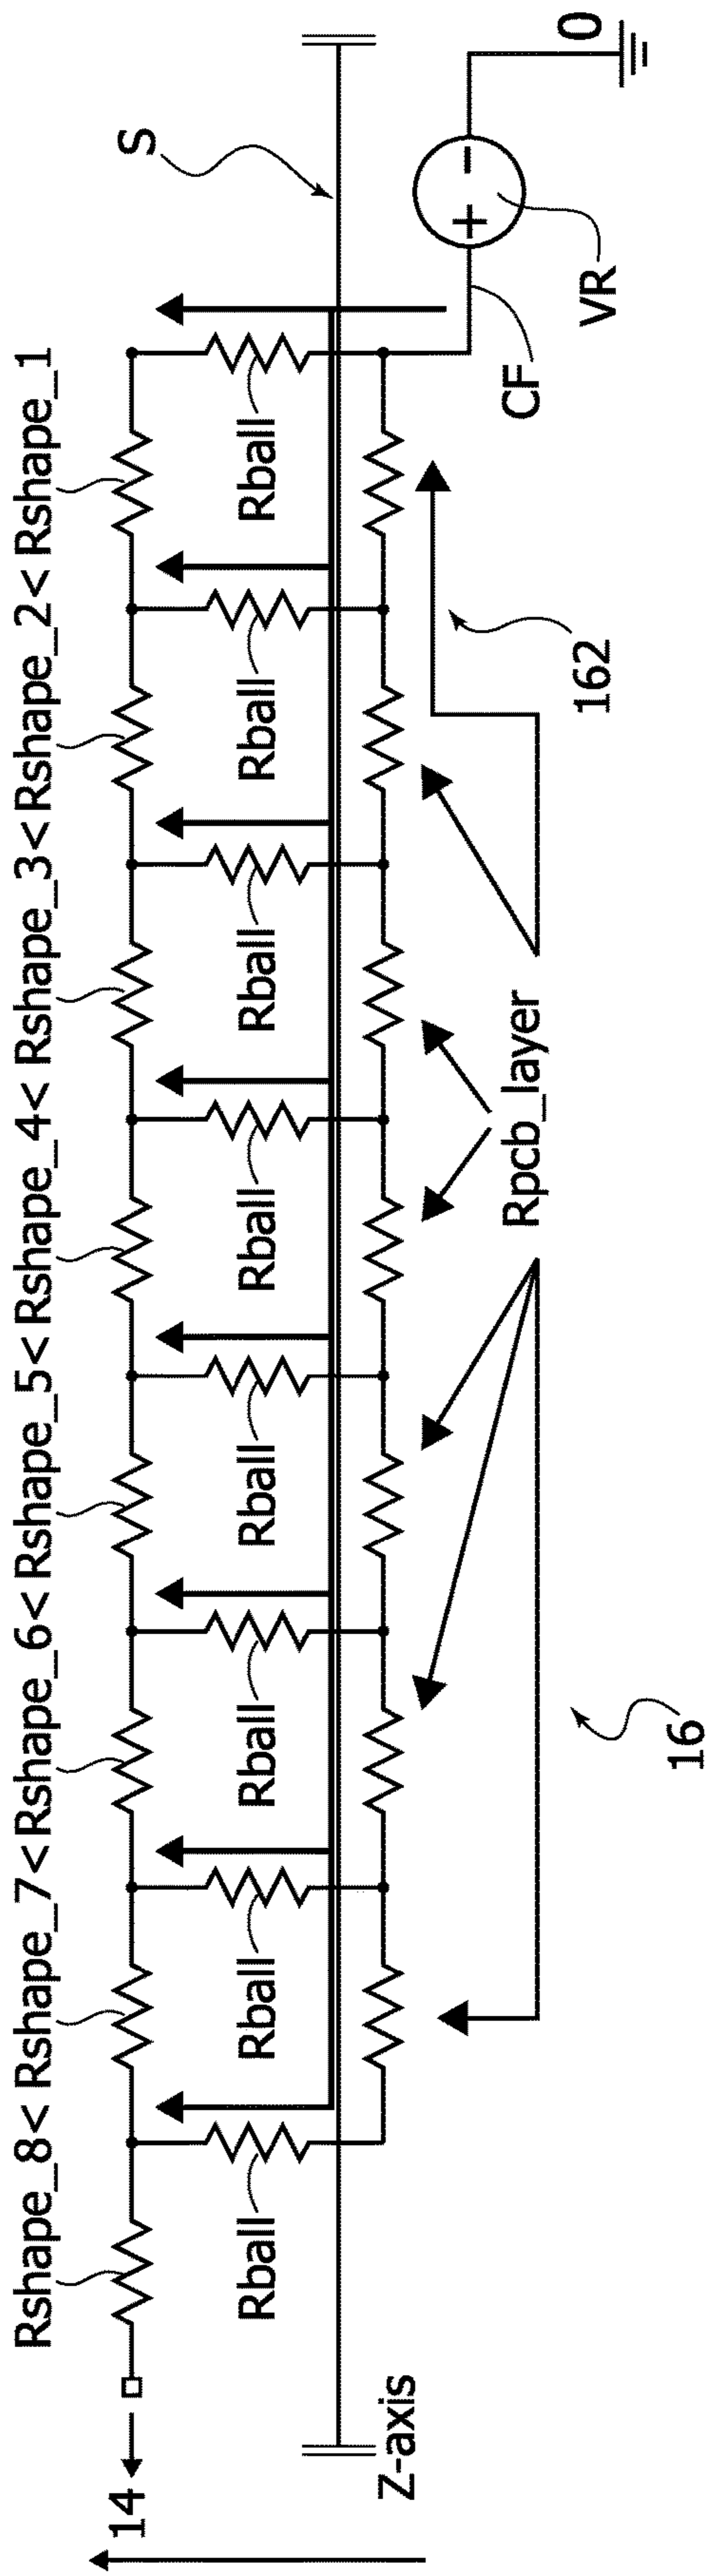 Rshape_8< Rshape_7<Rshape_6<Rshape_5<Rshape_4< Rshape_3<Rshape_2<Rshape_1
14
S
Rball
Rball
Rball
Rball
Rball
Rball
Rball
Rball
Z-axis
CF
+
-
0
VR
162
Rpcb_layer
16